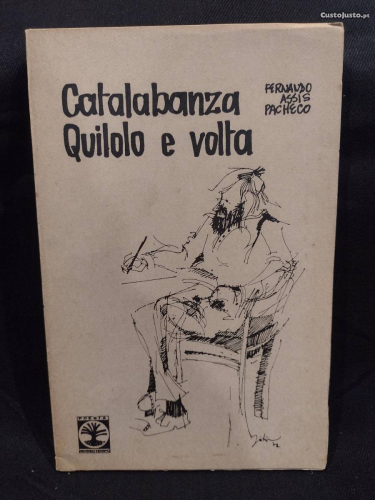 CustoJusto.pt
Catalabanza
Quilolo e volta
FERNANDO
ASSIS
PACHECO